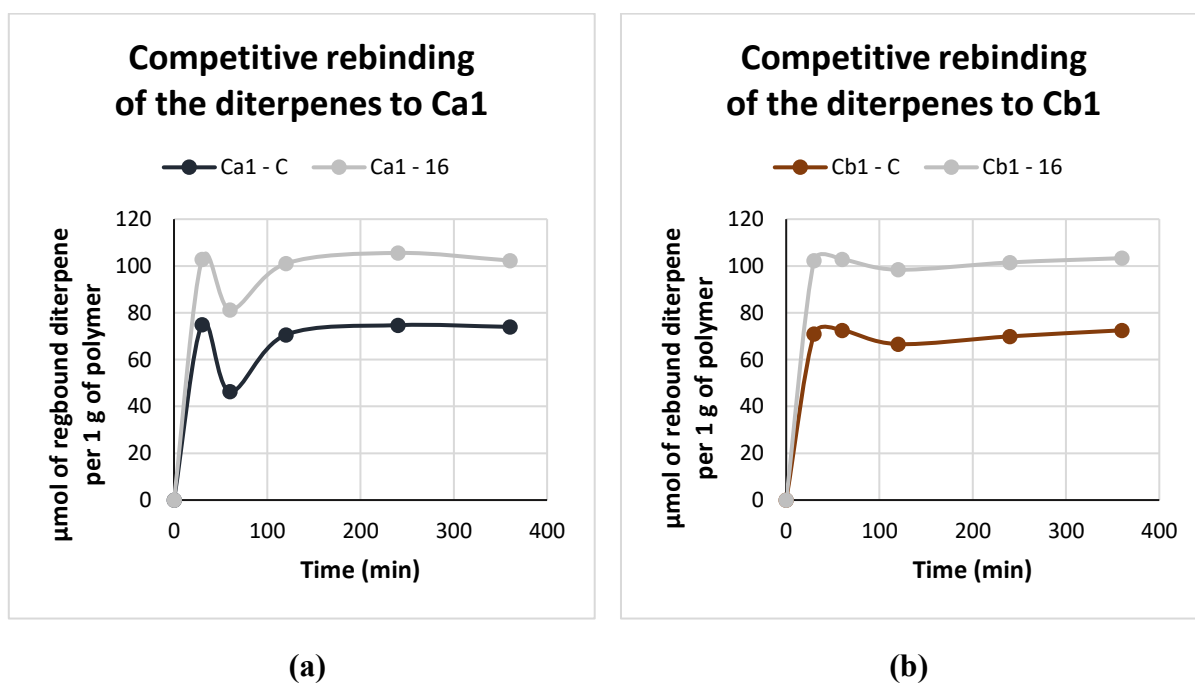 Competitive rebinding
of the diterpenes to Ca1
Ca1 - C
Ca1 - 16
µmol of regbound diterpene
per 1 g of polymer
120
100
80
60
40
20
0
0
100
200
300
400
Time (min)
(a)
Competitive rebinding
of the diterpenes to Cb1
Cb1 - C
Cb1 - 16
µmol of rebound diterpene
per 1 g of polymer
120
100
80
60
40
20
0
0
100
200
300
400
Time (min)
(b)